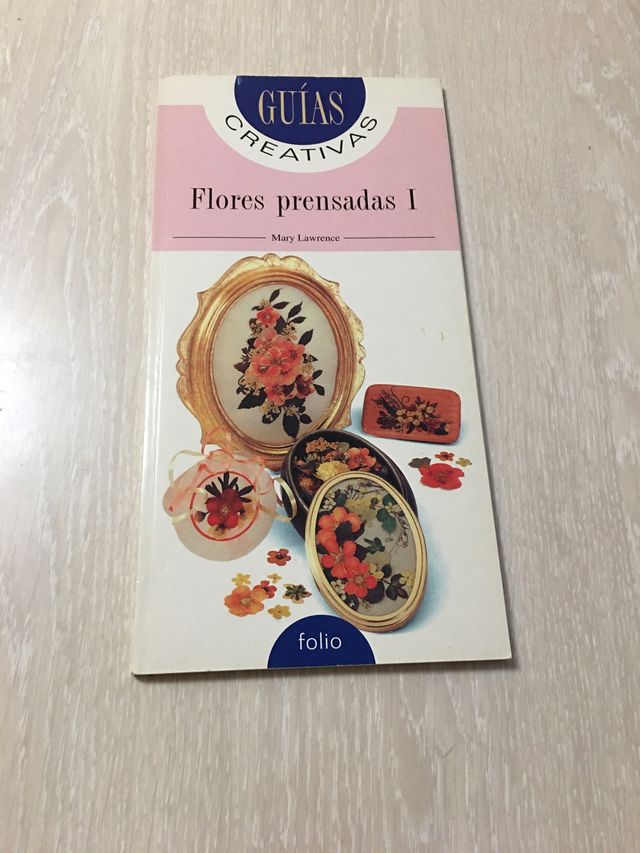 GUÍAS
CREATIVAS
Flores prensadas I
Mary Lawrence
folio